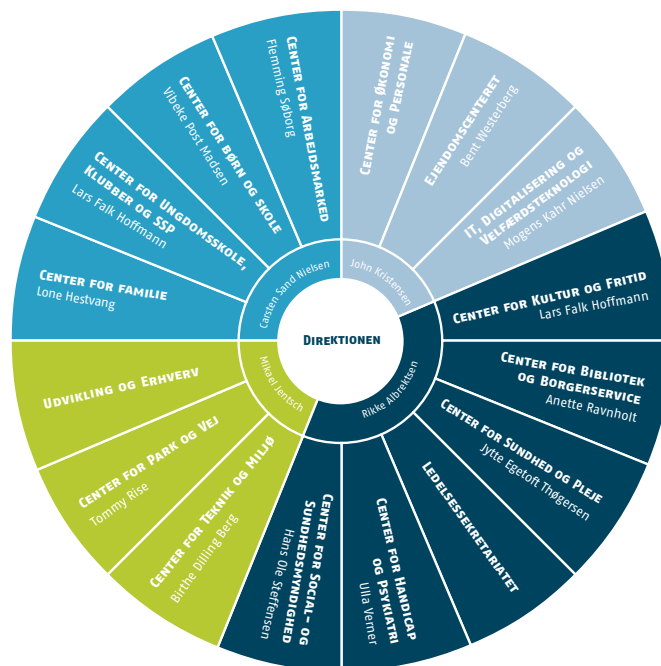 Direktionen
John Kristensen
Center for Økonomi
og Personale
Ejendomscenteret
Bent Westerberg
IT, Digitalisering og
Velfærdsteknologi
Mogens Kahr Nielsen
Rikke Albrektsen
Center for Kultur og Fritid
Lars Falk Hoffmann
Center for Bibliotek
og Borgerservice
Anette Ravnholt
Center for Sundhed og Pleje
Jytte Egetoft Thøgersen
Ledelsessekretariatet
Center for Handicap
og Psykiatri
Ulla Verner
Center for Social- og
Sundhedsmyndighed
Hans Ole Steffensen
Mikael Jentsch
Center for Teknik og Miljø
Birthe Dilling Berg
Center for Park og Vej
Tommy Rise
Udvikling og Erhverv
Carsten Sand Nielsen
Center for Familie
Lone Hestvang
Center for Ungdomsskole,
Klubber og SSP
Lars Falk Hoffmann
Center for Børn og Skole
Vibeke Post Madsen
Center for Arbejdsmarked
Flemming Søborg